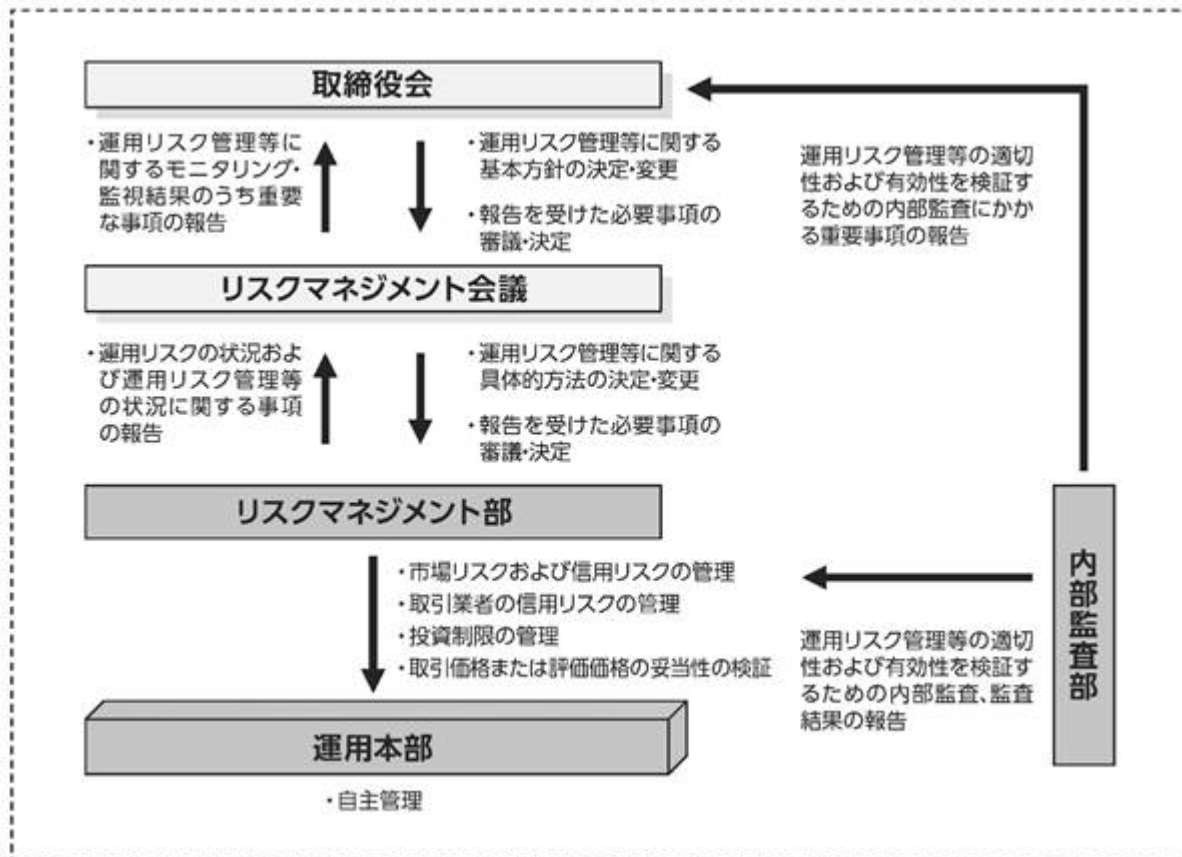 取締役会
・運用リスク管理等に
関するモニタリング・
監視結果のうち重要
な事項の報告
・運用リスク管理等に関する
基本方針の決定・変更
・報告を受けた必要事項の
審議・決定
運用リスク管理等の適切
性および有効性を検証す
るための内部監査にかか
る重要事項の報告
リスクマネジメント会議
・運用リスクの状況およ
び運用リスク管理等
の状況に関する事項
の報告
・運用リスク管理等に関する
具体的方法の決定・変更
・報告を受けた必要事項の
審議・決定
リスクマネジメント部
・市場リスクおよび信用リスクの管理
・取引業者の信用リスクの管理
・投資制限の管理
・取引価格または評価価格の妥当性の検証
内部監査部
運用リスク管理等の適切
性および有効性を検証す
るための内部監査、監査
結果の報告
運用本部
・自主管理